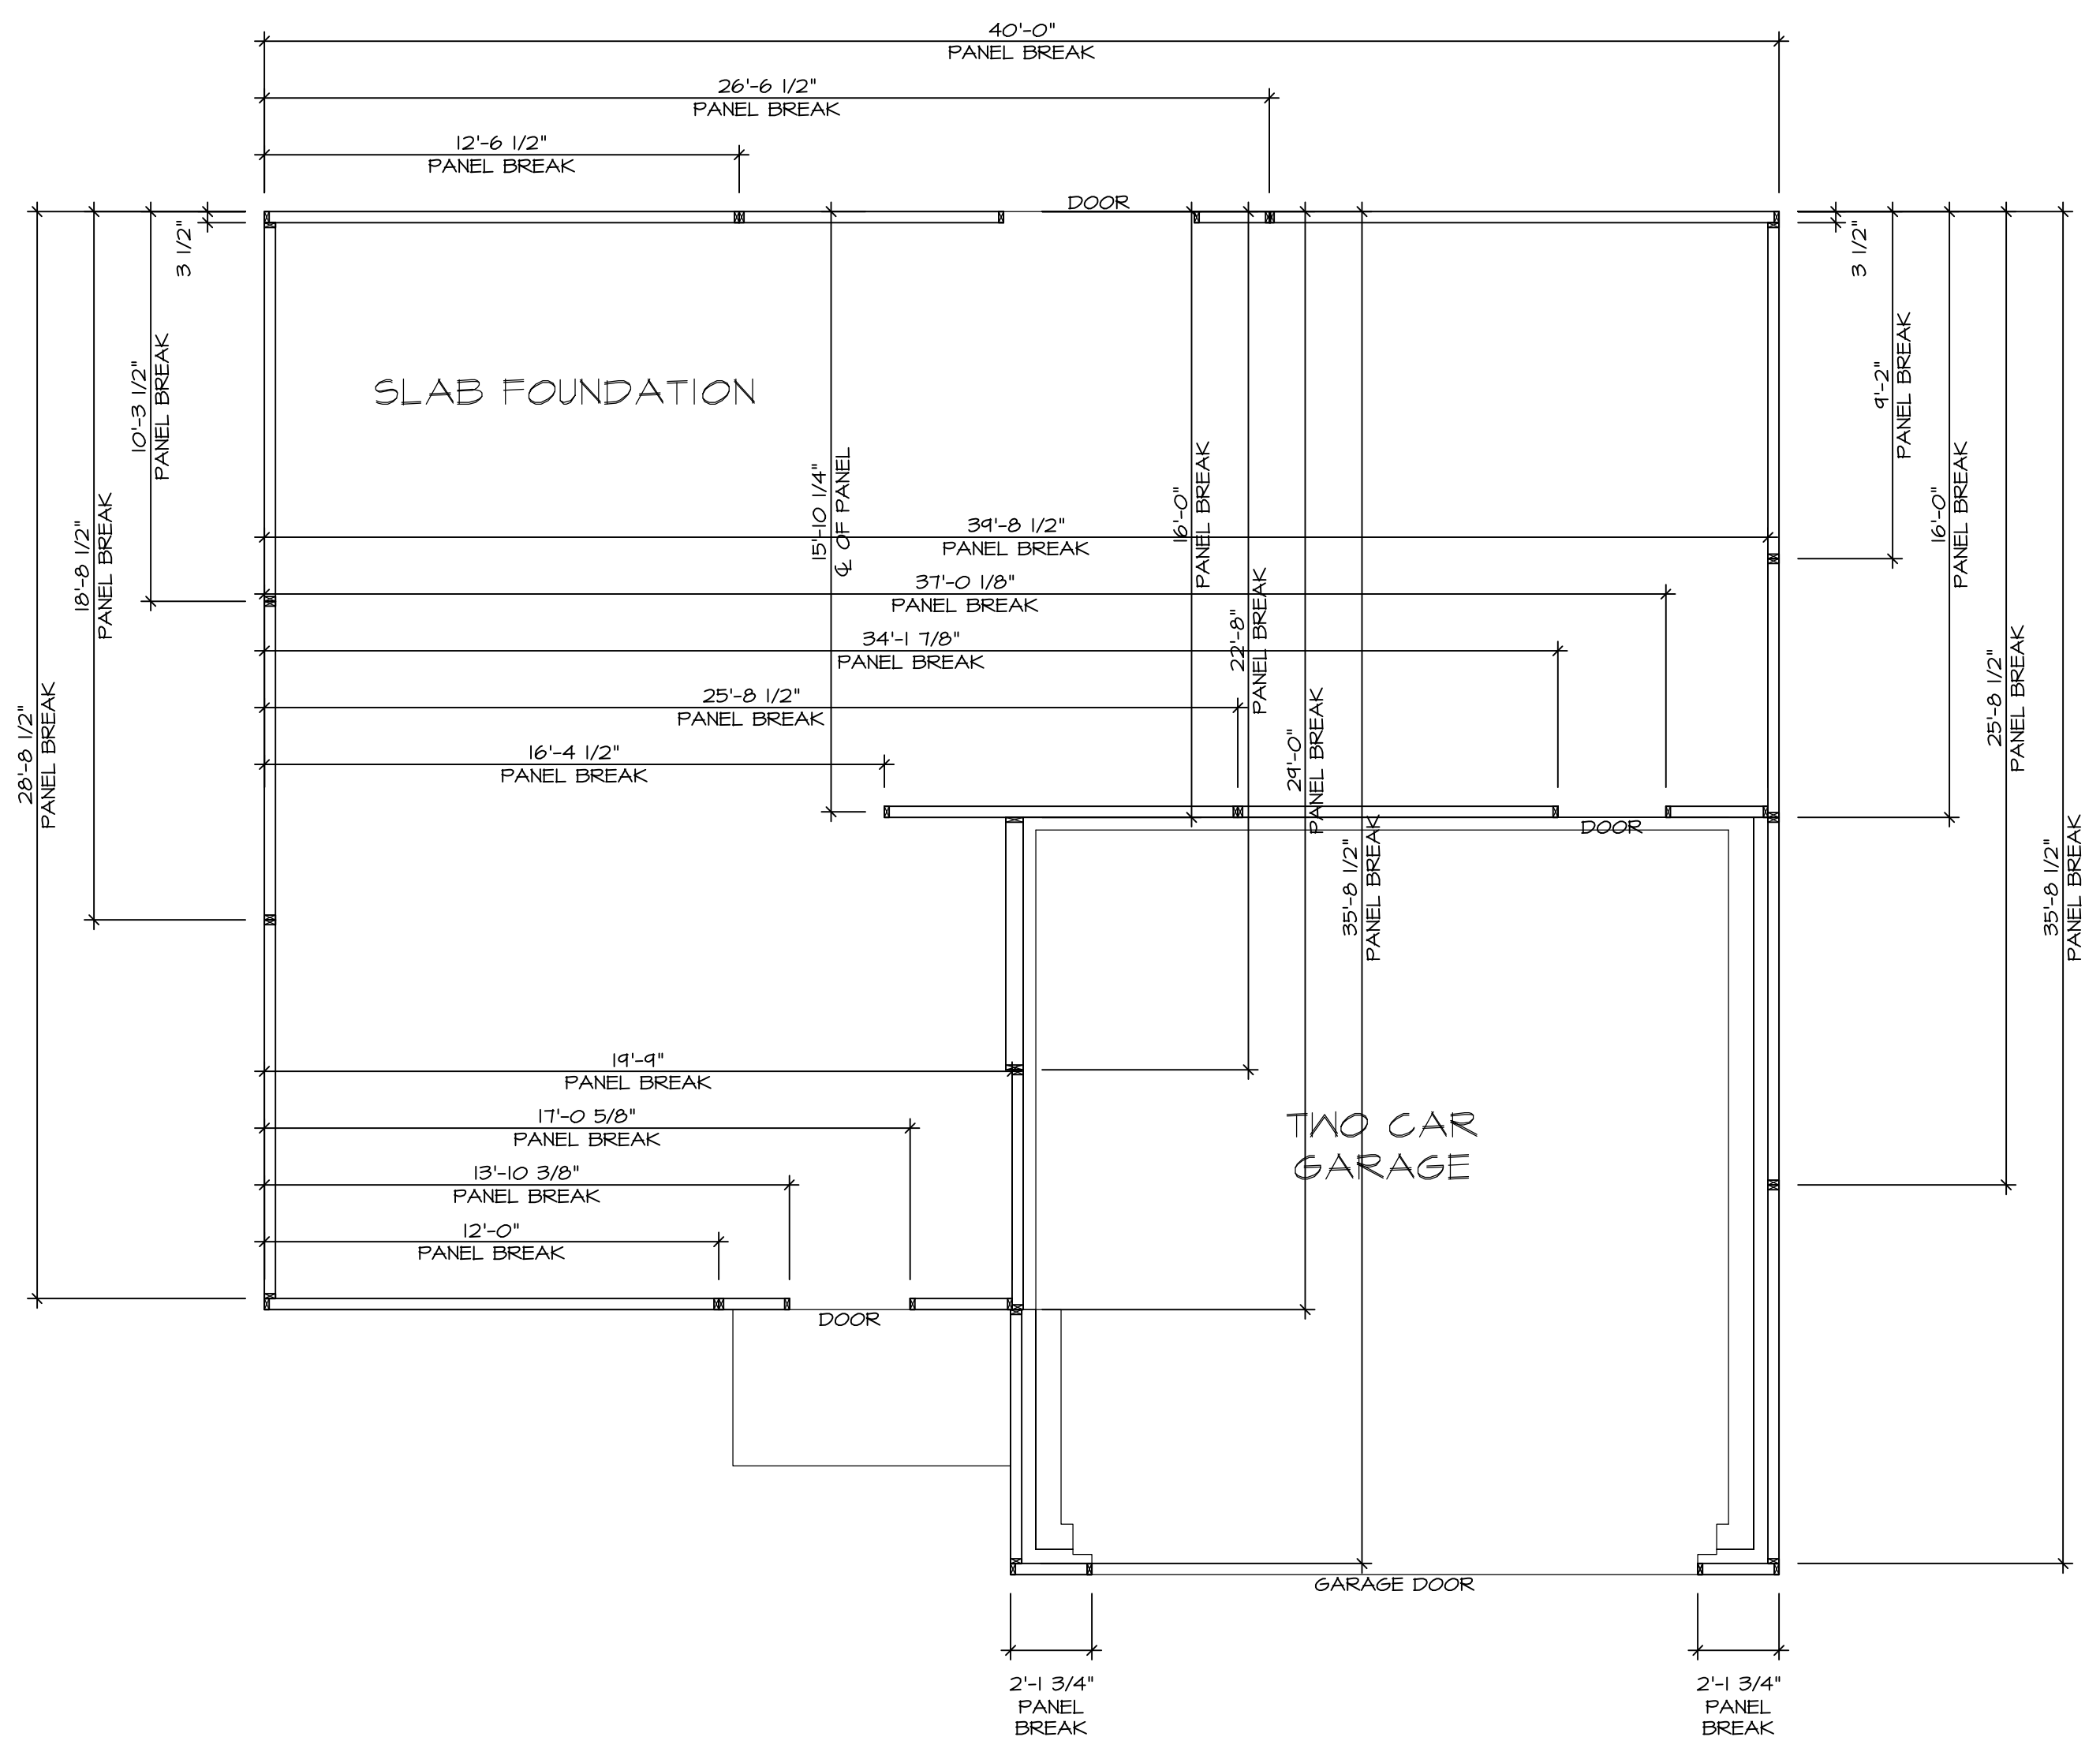 40'-0"
PANEL BREAK
26'-6 1/2"
PANEL BREAK
12'-6 1/2"
PANEL BREAK
DOOR
3 1/2"
3 1/2"
10'-3 1/2"
PANEL BREAK
18'-8 1/2"
PANEL BREAK
28'-8 1/2"
PANEL BREAK
SLAB FOUNDATION
15'-10 1/4"
℄ OF PANEL
16'-0"
PANEL BREAK
22'-8"
PANEL BREAK
29'-0"
PANEL BREAK
35'-8 1/2"
PANEL BREAK
9'-2"
PANEL BREAK
16'-0"
PANEL BREAK
25'-8 1/2"
PANEL BREAK
35'-8 1/2"
PANEL BREAK
39'-8 1/2"
PANEL BREAK
37'-0 1/8"
PANEL BREAK
34'-1 7/8"
PANEL BREAK
25'-8 1/2"
PANEL BREAK
16'-4 1/2"
PANEL BREAK
DOOR
19'-9"
PANEL BREAK
17'-0 5/8"
PANEL BREAK
13'-10 3/8"
PANEL BREAK
12'-0"
PANEL BREAK
TWO CAR
GARAGE
DOOR
GARAGE DOOR
2'-1 3/4"
PANEL
BREAK
2'-1 3/4"
PANEL
BREAK